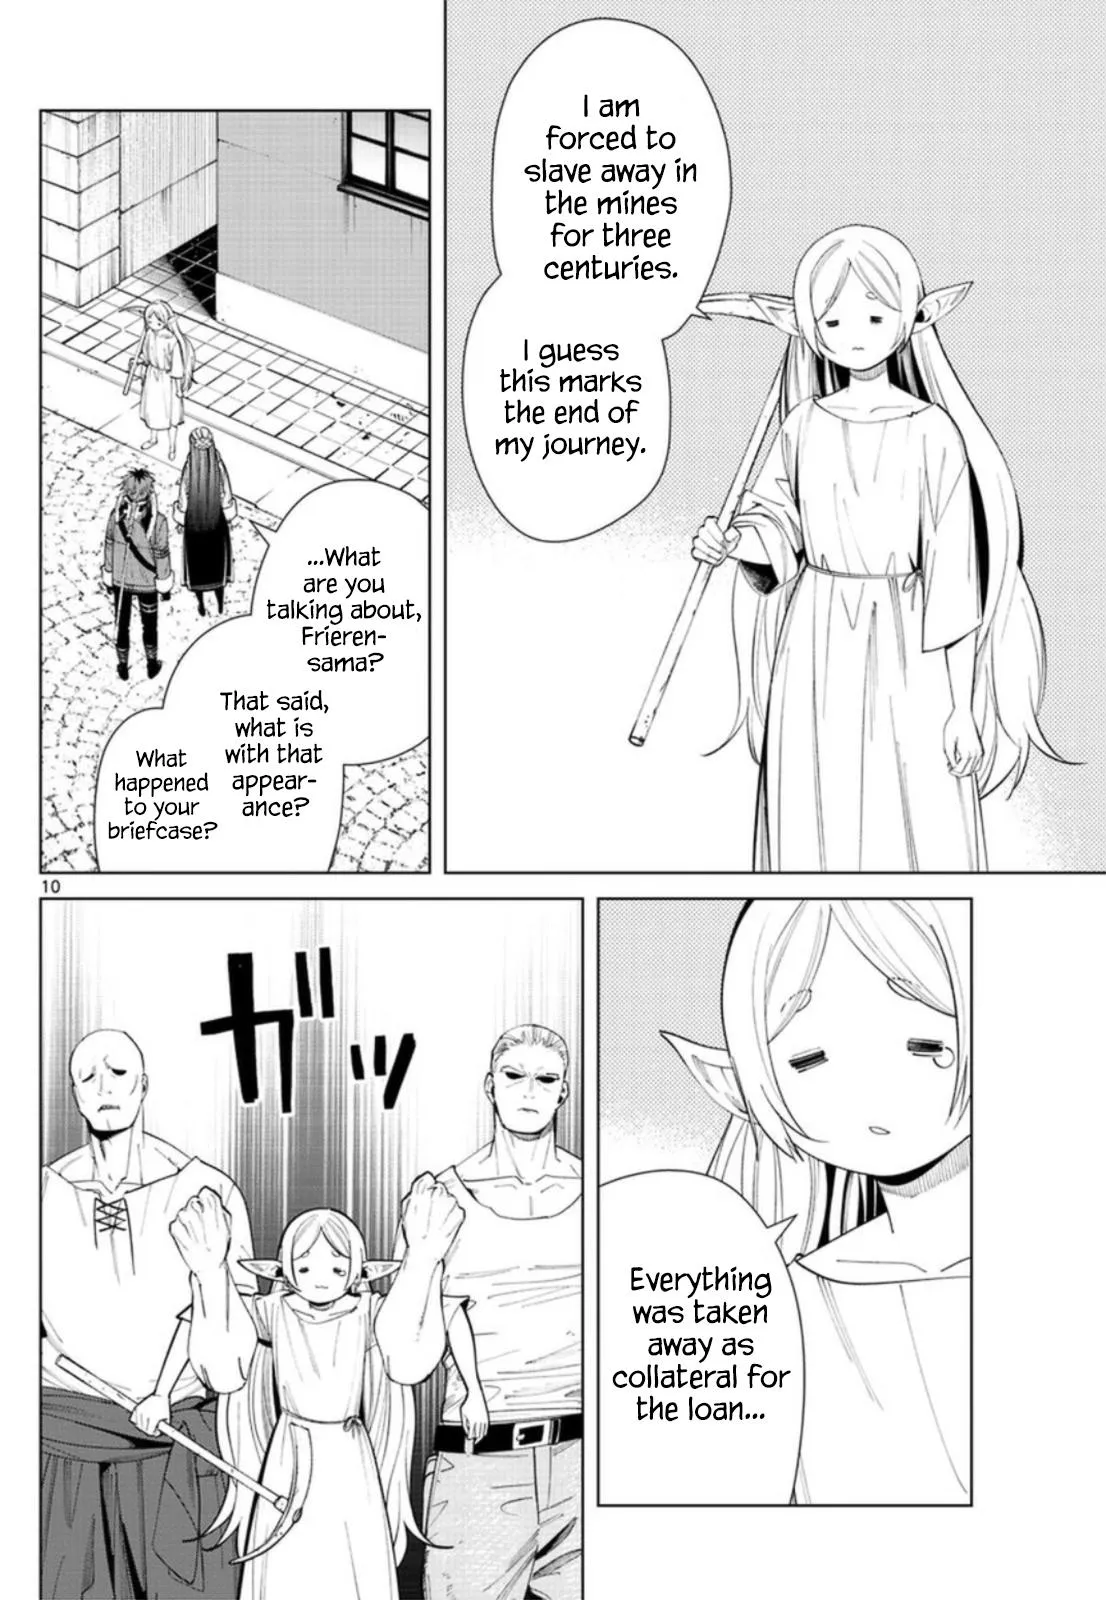 I am
forced to
slave away in
the mines
for three
centuries.
I guess
this marks
the end of
my journey.
...What
are you
talking about,
Frieren-
sama?
That said,
what is
with that
appear-
ance?
What
happened
to your
briefcase?
10
Everything
was taken
away as
collateral for
the loan...
ガッ